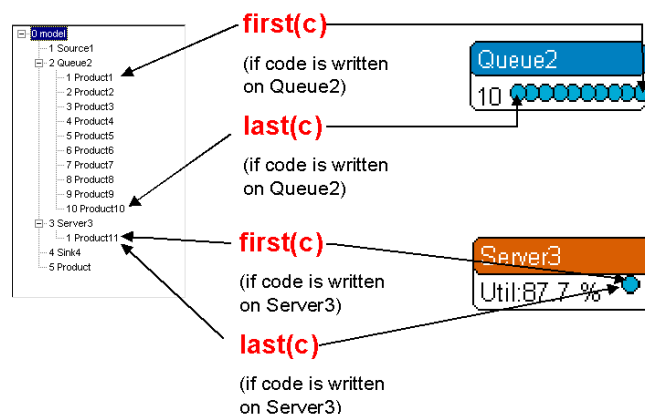 0 model
1 Source1
2 Queue2
1 Product1
2 Product2
3 Product3
4 Product4
5 Product5
6 Product6
7 Product7
8 Product8
9 Product9
10 Product10
3 Server3
1 Product11
4 Sink4
5 Product
first(c)
(if code is written
on Queue2)
last(c)
(if code is written
on Queue2)
first(c)
(if code is written
on Server3)
last(c)
(if code is written
on Server3)
Queue2
10
Server3
Util:87.7 %